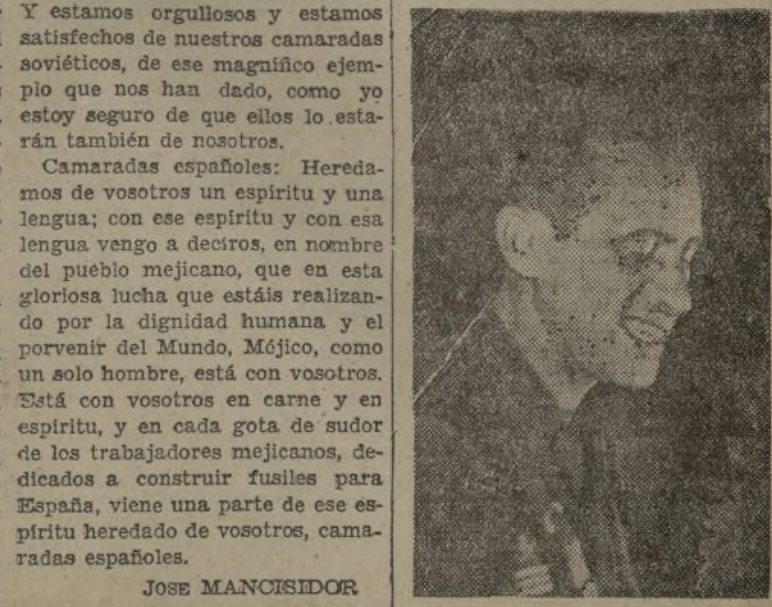 Y estamos orgullosos y estamos
satisfechos de nuestros camaradas
soviéticos, de ese magnífico ejem-
plo que nos han dado, como yo
estoy seguro de que ellos lo esta-
rán también de nosotros.
Camaradas españoles: Hereda-
mos de vosotros un espíritu y una
lengua; con ese espíritu y con esa
lengua vengo a deciros, en nombre
del pueblo mejicano, que en esta
gloriosa lucha que estáis realizan-
do por la dignidad humana y el
porvenir del Mundo, Méjico, como
un solo hombre, está con vosotros.
Está con vosotros en carne y en
espíritu, y en cada gota de sudor
de los trabajadores mejicanos, de-
dicados a construir fusiles para
España, viene una parte de ese es-
píritu heredado de vosotros, cama-
radas españoles.
JOSE MANCISIDOR